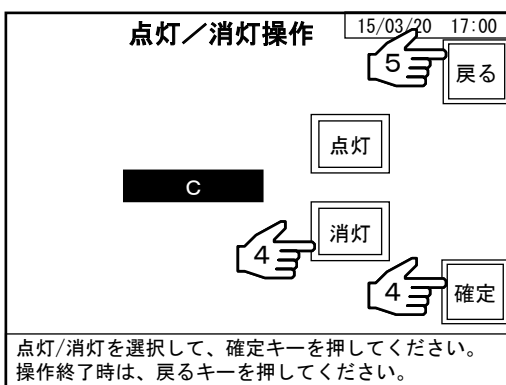 点灯／消灯操作
15/03/20 17:00
5
戻る
点灯
C
消灯
4
4
確定
点灯/消灯を選択して、確定キーを押してください。
操作終了時は、戻るキーを押してください。